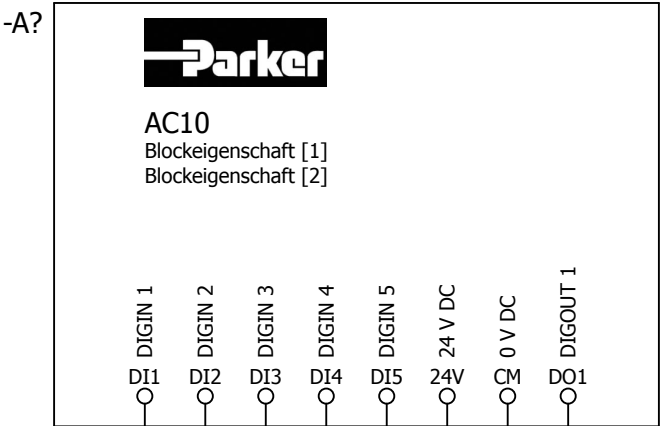 -A?
Parker
AC10
Blockeigenschaft [1]
Blockeigenschaft [2]
DIGIN 1
DIGIN 2
DIGIN 3
DIGIN 4
DIGIN 5
24 V DC
0 V DC
DIGOUT 1
DI1 DI2 DI3 DI4 DI5 24V CM DO1